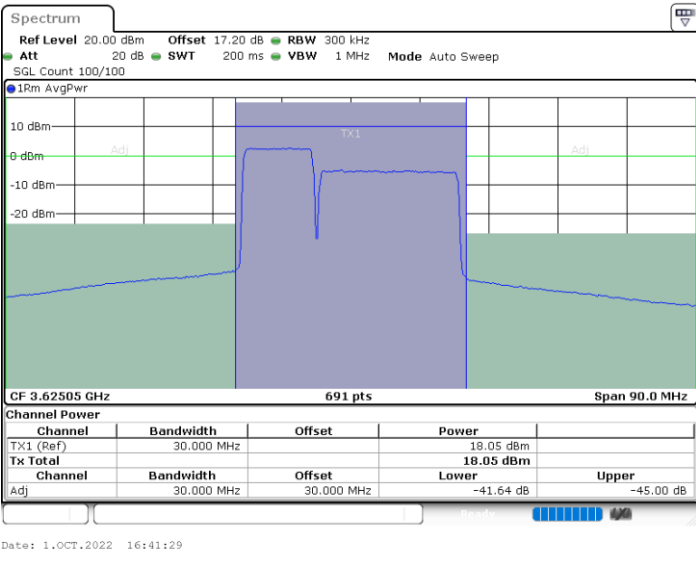 Spectrum
Ref Level 20.00 dBm Offset 17.20 dB RBW 300 kHz
Att 20 dB SWT 200 ms VBW 1 MHz Mode Auto Sweep
SGL Count 100/100
1Rm AvgPwr
10 dBm
TX1
Adj
Adj
0 dBm
-10 dBm
-20 dBm
CF 3.62505 GHz 691 pts Span 90.0 MHz
Channel Power
Channel Bandwidth Offset Power
TX1 (Ref) 30.000 MHz 18.05 dBm
Tx Total 18.05 dBm
Channel Bandwidth Offset Lower Upper
Adj 30.000 MHz 30.000 MHz -41.64 dB -45.00 dB
Ready
Date: 1.OCT.2022 16:41:29